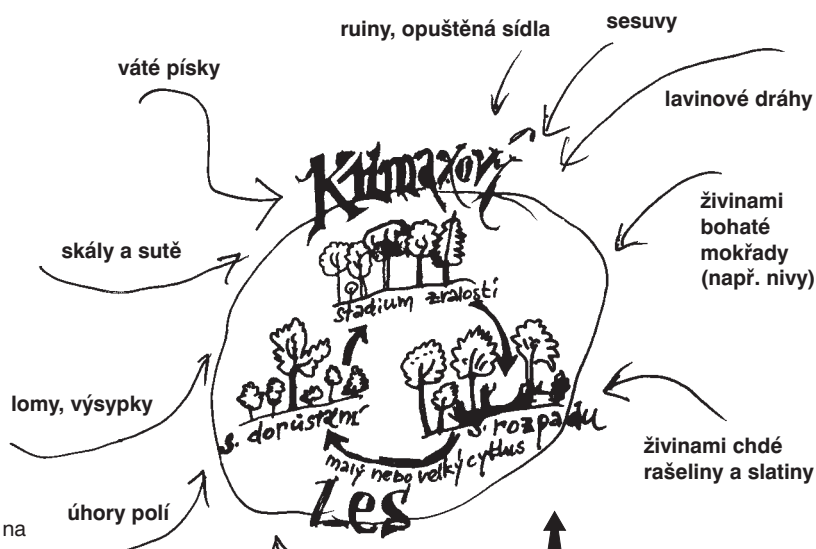 ruiny, opuštěná sídla
sesuvy
váté písky
lavinové dráhy
Klimaxový
živinami
bohaté
mokřady
(např. nivy)
skály a sutě
stadium zralosti
lomy, výsypky
s. dorůstání
s. rozpadu
malý nebo velký cyklus
živinami chdé
rašeliny a slatiny
Les
úhory polí
na